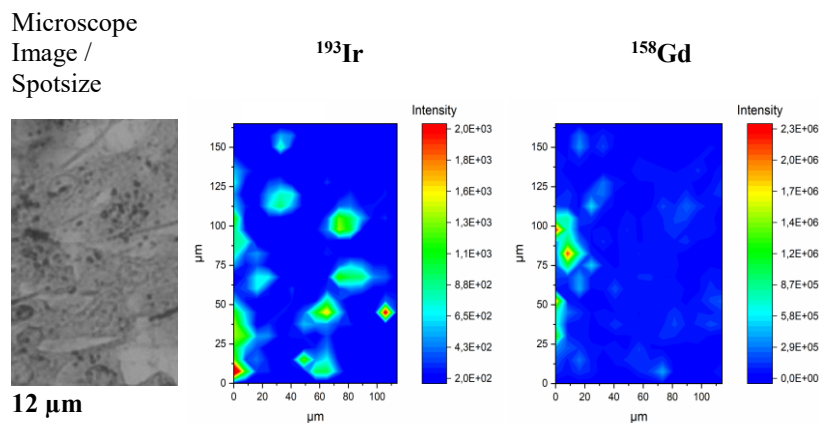 Microscope
Image /
Spotsize
¹⁹³Ir
¹⁵⁸Gd
Intensity
2,0E+03
1,8E+03
1,6E+03
1,3E+03
1,1E+03
8,8E+02
6,5E+02
4,3E+02
2,0E+02
150
125
100
75
50
25
0
µm
0 20 40 60 80 100
µm
Intensity
2,3E+06
2,0E+06
1,7E+06
1,4E+06
1,2E+06
8,7E+05
5,8E+05
2,9E+05
0,0E+00
150
125
100
75
50
25
0
µm
0 20 40 60 80 100
µm
12 µm